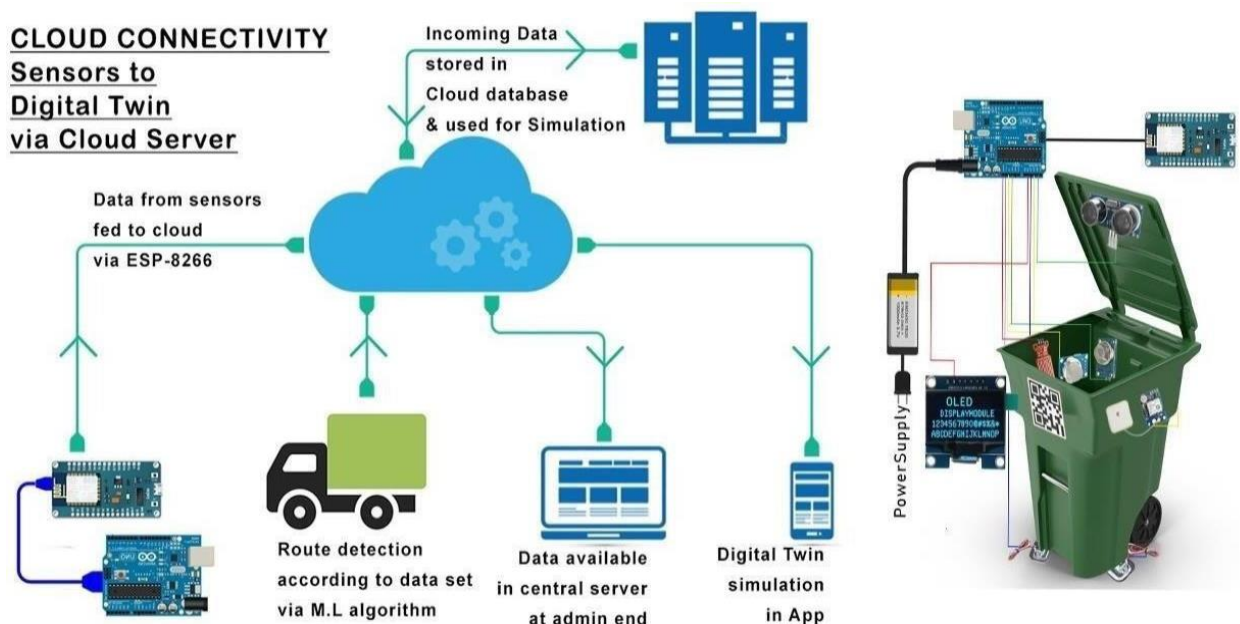 CLOUD CONNECTIVITY
Sensors to
Digital Twin
via Cloud Server
Incoming Data
stored in
Cloud database
& used for Simulation
Data from sensors
fed to cloud
via ESP-8266
Route detection
according to data set
via M.L algorithm
Data available
in central server
at admin end
Digital Twin
simulation
in App
PowerSupply
OLED
DISPLAYMODULE
ABCDEFGHIJKLMNOP